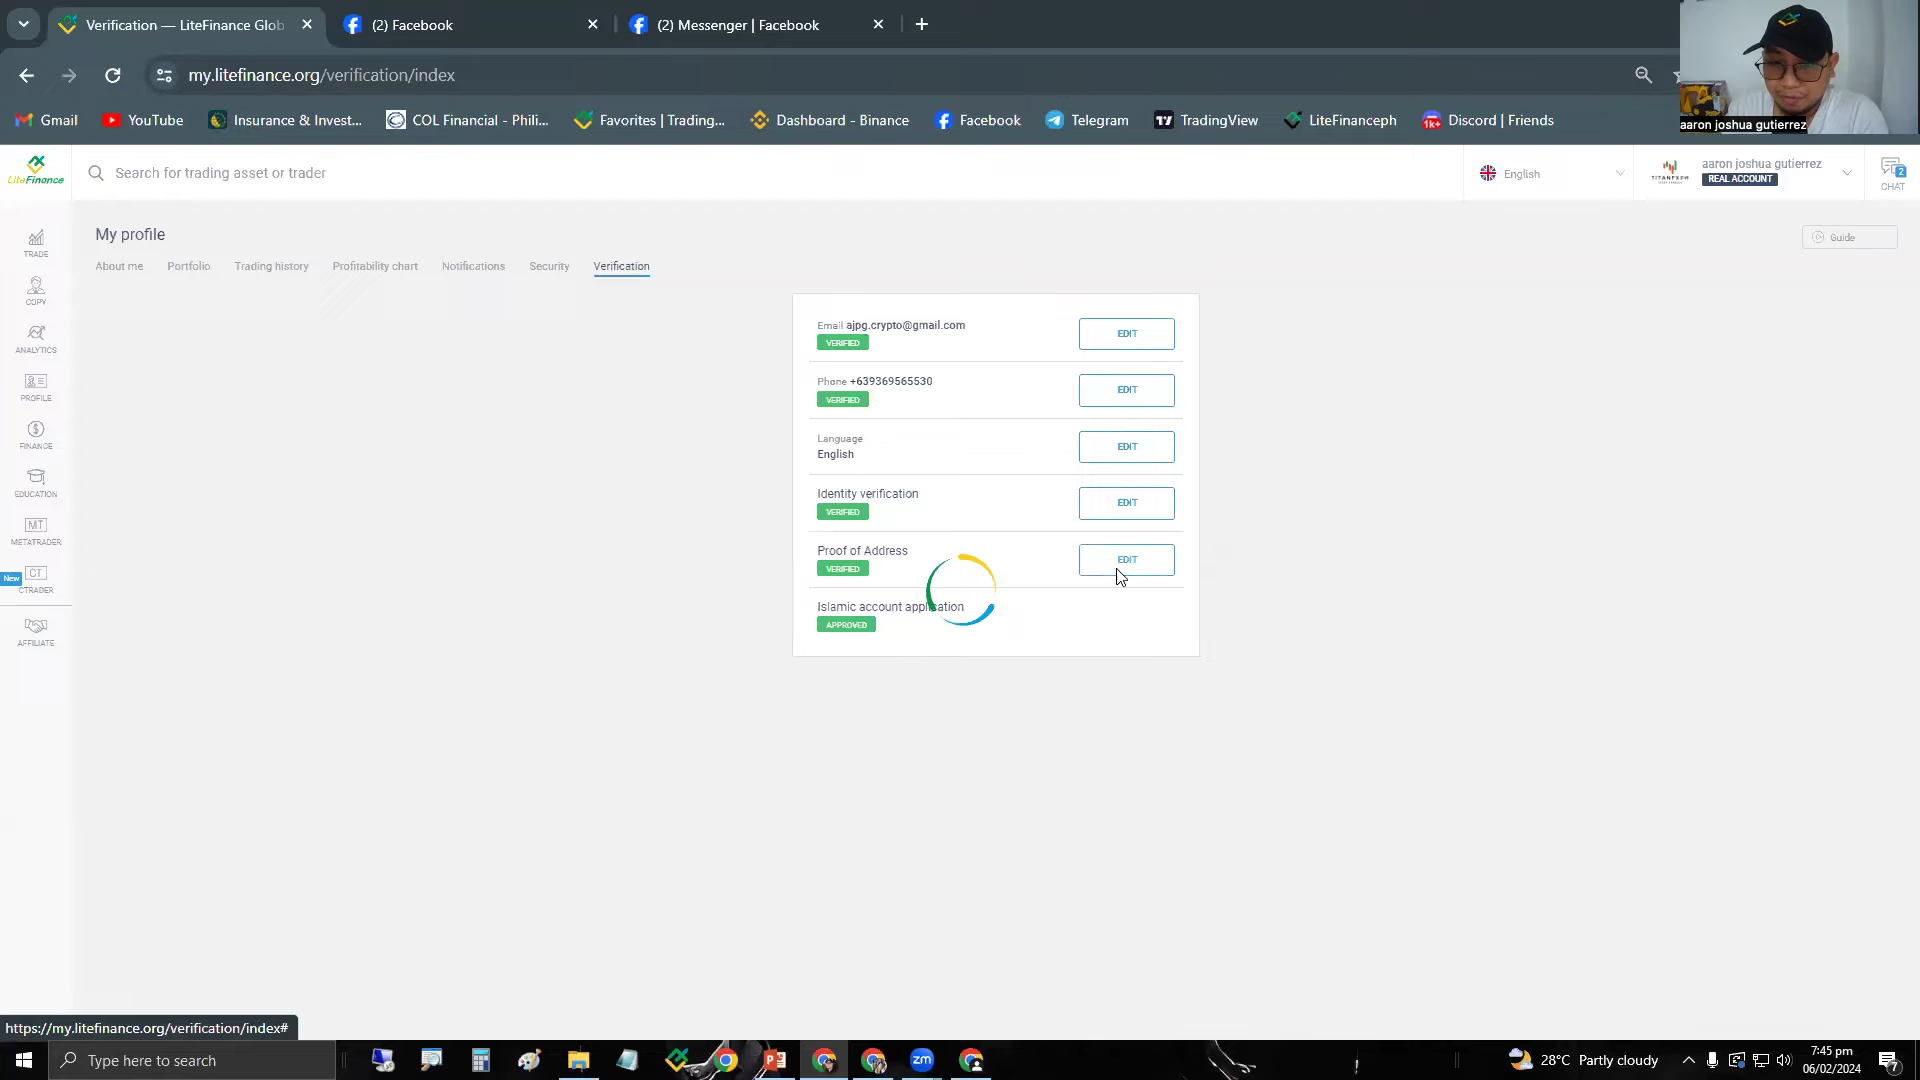 Verification — LiteFinance Glob
(2) Facebook
(2) Messenger | Facebook
my.litefinance.org/verification/index
Gmail
YouTube
Insurance & Invest...
COL Financial - Phili...
Favorites | Trading...
Dashboard - Binance
Facebook
Telegram
TradingView
LiteFinanceph
Discord | Friends
aaron joshua gutierrez
LiteFinance
Search for trading asset or trader
English
TITANFXPH
aaron joshua gutierrez
REAL ACCOUNT
2
CHAT
My profile
Guide
About me
Portfolio
Trading history
Profitability chart
Notifications
Security
Verification
TRADE
COPY
ANALYTICS
PROFILE
FINANCE
EDUCATION
MT
METATRADER
New
CT
CTRADER
AFFILIATE
Email ajpg.crypto@gmail.com
VERIFIED
EDIT
Phone +639369565530
VERIFIED
EDIT
Language
English
EDIT
Identity verification
VERIFIED
EDIT
Proof of Address
VERIFIED
EDIT
Islamic account application
APPROVED
https://my.litefinance.org/verification/index#
Type here to search
zm
28°C Partly cloudy
7:45 pm
06/02/2024
7